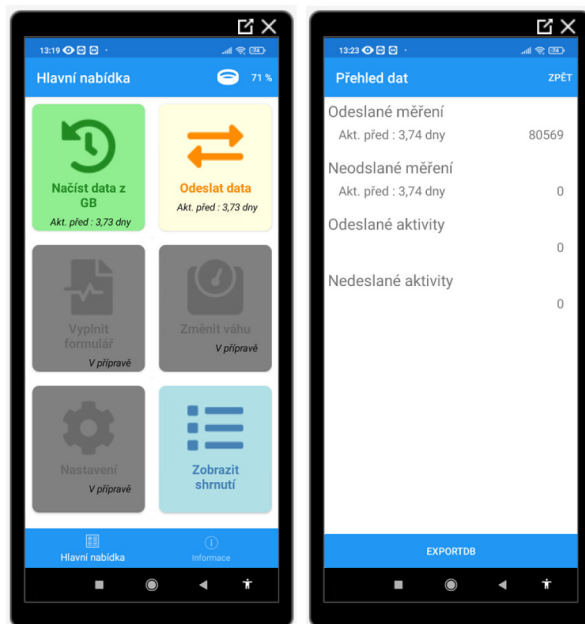 13:19
74
Hlavní nabídka
71 %
Načíst data z
GB
Akt. před : 3,73 dny
Odeslat data
Akt. před : 3,73 dny
Vyplnit
formulář
V přípravě
Změnit váhu
V přípravě
Nastavení
V přípravě
Zobrazit
shrnutí
Hlavní nabídka
Informace
13:23
74
Přehled dat
ZPĚT
Odeslané měření
Akt. před : 3,74 dny
80569
Neodslané měření
Akt. před : 3,74 dny
0
Odeslané aktivity
0
Nedeslané aktivity
0
EXPORTDB